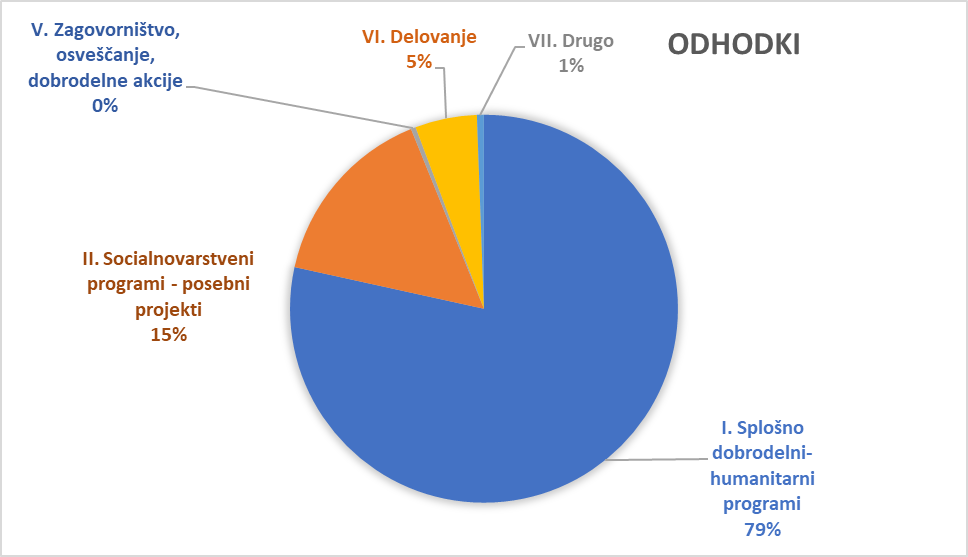 ODHODKI
V. Zagovorništvo,
osveščanje,
dobrodelne akcije
0%
VI. Delovanje
5%
VII. Drugo
1%
II. Socialnovarstveni
programi - posebni
projekti
15%
I. Splošno
dobrodelni-
humanitarni
programi
79%